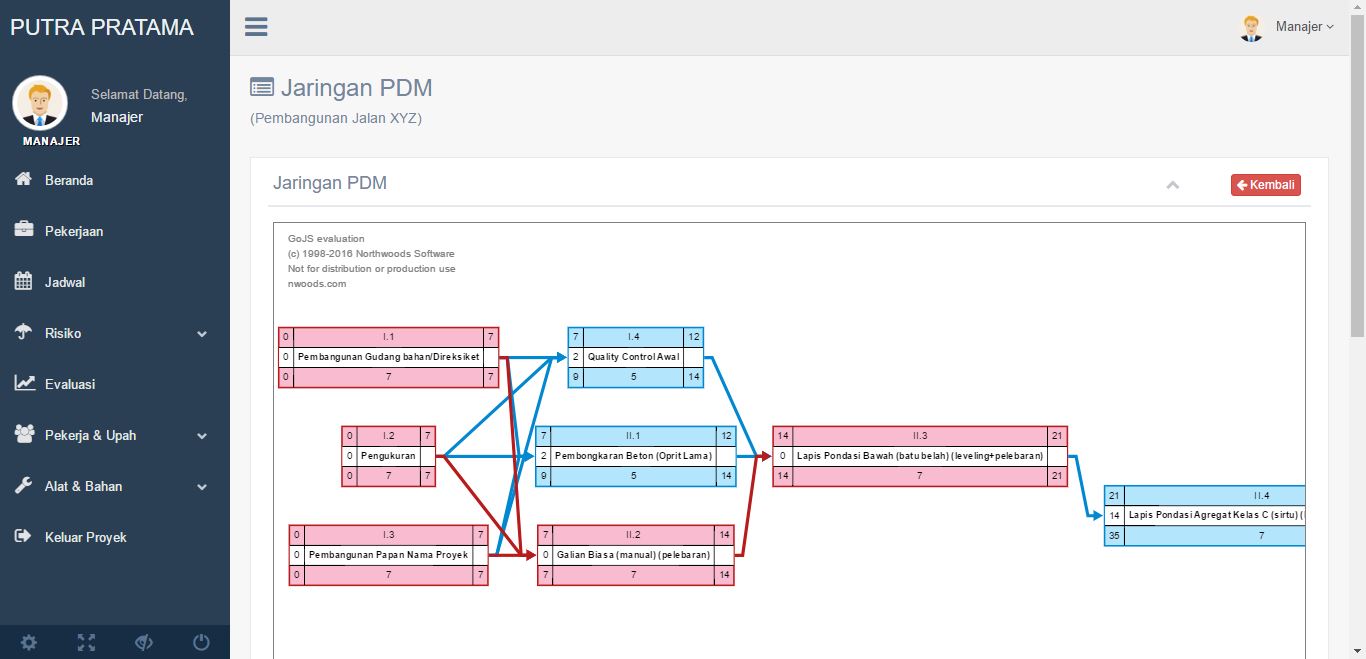 PUTRA PRATAMA
Manajer
Selamat Datang,
Manajer
MANAJER
Beranda
Pekerjaan
Jadwal
Risiko
Evaluasi
Pekerja & Upah
Alat & Bahan
Keluar Proyek
Jaringan PDM
(Pembangunan Jalan XYZ)
Jaringan PDM
Kembali
GoJS evaluation
(c) 1998-2016 Northwoods Software
Not for distribution or production use
nwoods.com
0 I.1 7
0 Pembangunan Gudang bahan/Direksiket
0 7 7
7 I.4 12
2 Quality Control Awal
9 5 14
0 I.2 7
0 Pengukuran
0 7 7
7 II.1 12
2 Pembongkaran Beton (Oprit Lama)
9 5 14
14 II.3 21
0 Lapis Pondasi Bawah (batu belah) (leveling+pelebaran)
14 7 21
21 II.4
14 Lapis Pondasi Agregat Kelas C (sirtu) (
35 7
0 I.3 7
0 Pembangunan Papan Nama Proyek
0 7 7
7 II.2 14
0 Galian Biasa (manual) (pelebaran)
7 7 14